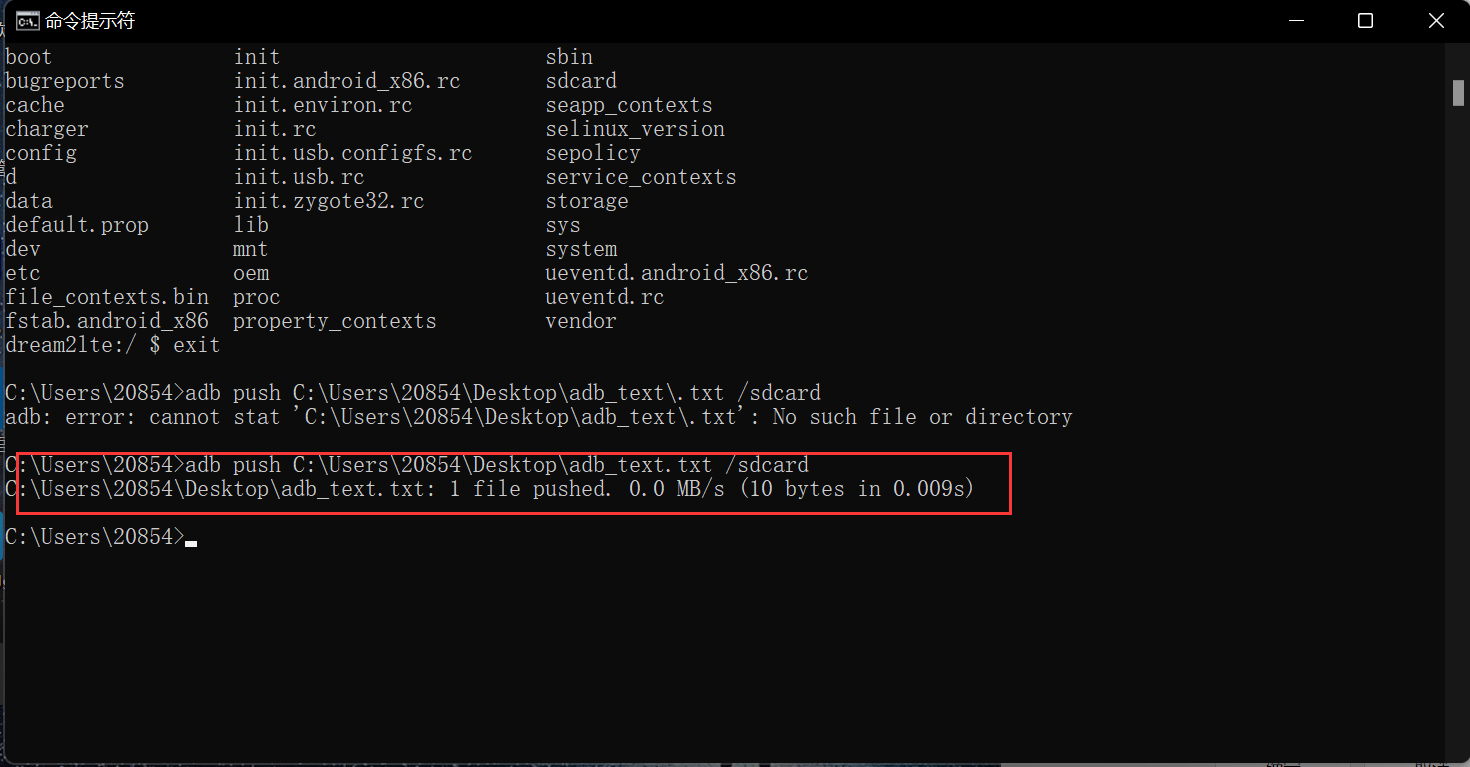 命令提示符
boot init sbin
bugreports init.android_x86.rc sdcard
cache init.environ.rc seapp_contexts
charger init.rc selinux_version
config init.usb.configfs.rc sepolicy
d init.usb.rc service_contexts
data init.zygote32.rc storage
default.prop lib sys
dev mnt system
etc oem ueventd.android_x86.rc
file_contexts.bin proc ueventd.rc
fstab.android_x86 property_contexts vendor
dream2lte:/ $ exit
C:\Users\20854>adb push C:\Users\20854\Desktop\adb_text\.txt /sdcard
adb: error: cannot stat 'C:\Users\20854\Desktop\adb_text\.txt': No such file or directory
C:\Users\20854>adb push C:\Users\20854\Desktop\adb_text.txt /sdcard
C:\Users\20854\Desktop\adb_text.txt: 1 file pushed. 0.0 MB/s (10 bytes in 0.009s)
C:\Users\20854>